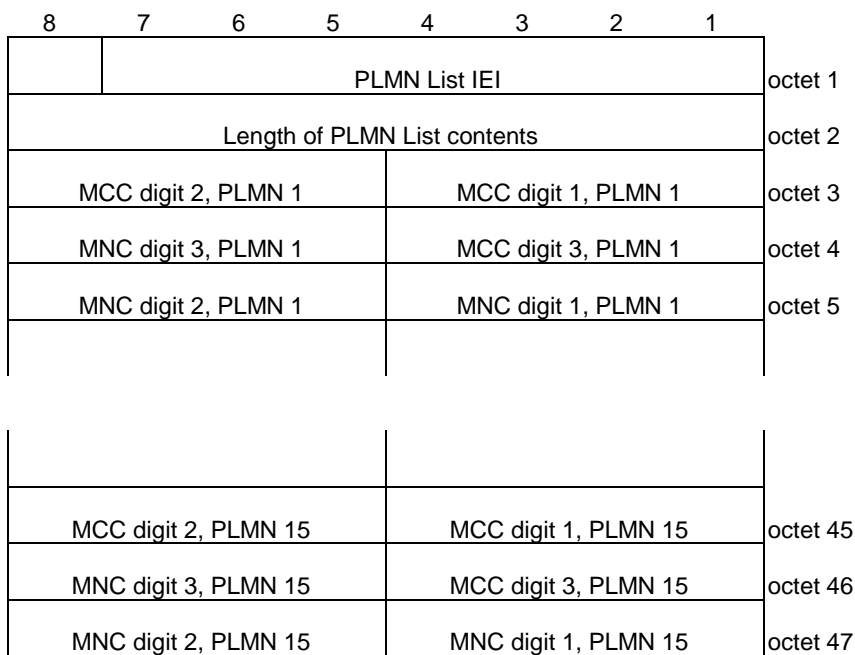 8 7 6 5 4 3 2 1
PLMN List IEI octet 1
Length of PLMN List contents octet 2
MCC digit 2, PLMN 1 MCC digit 1, PLMN 1 octet 3
MNC digit 3, PLMN 1 MCC digit 3, PLMN 1 octet 4
MNC digit 2, PLMN 1 MNC digit 1, PLMN 1 octet 5
MCC digit 2, PLMN 15 MCC digit 1, PLMN 15 octet 45
MNC digit 3, PLMN 15 MCC digit 3, PLMN 15 octet 46
MNC digit 2, PLMN 15 MNC digit 1, PLMN 15 octet 47